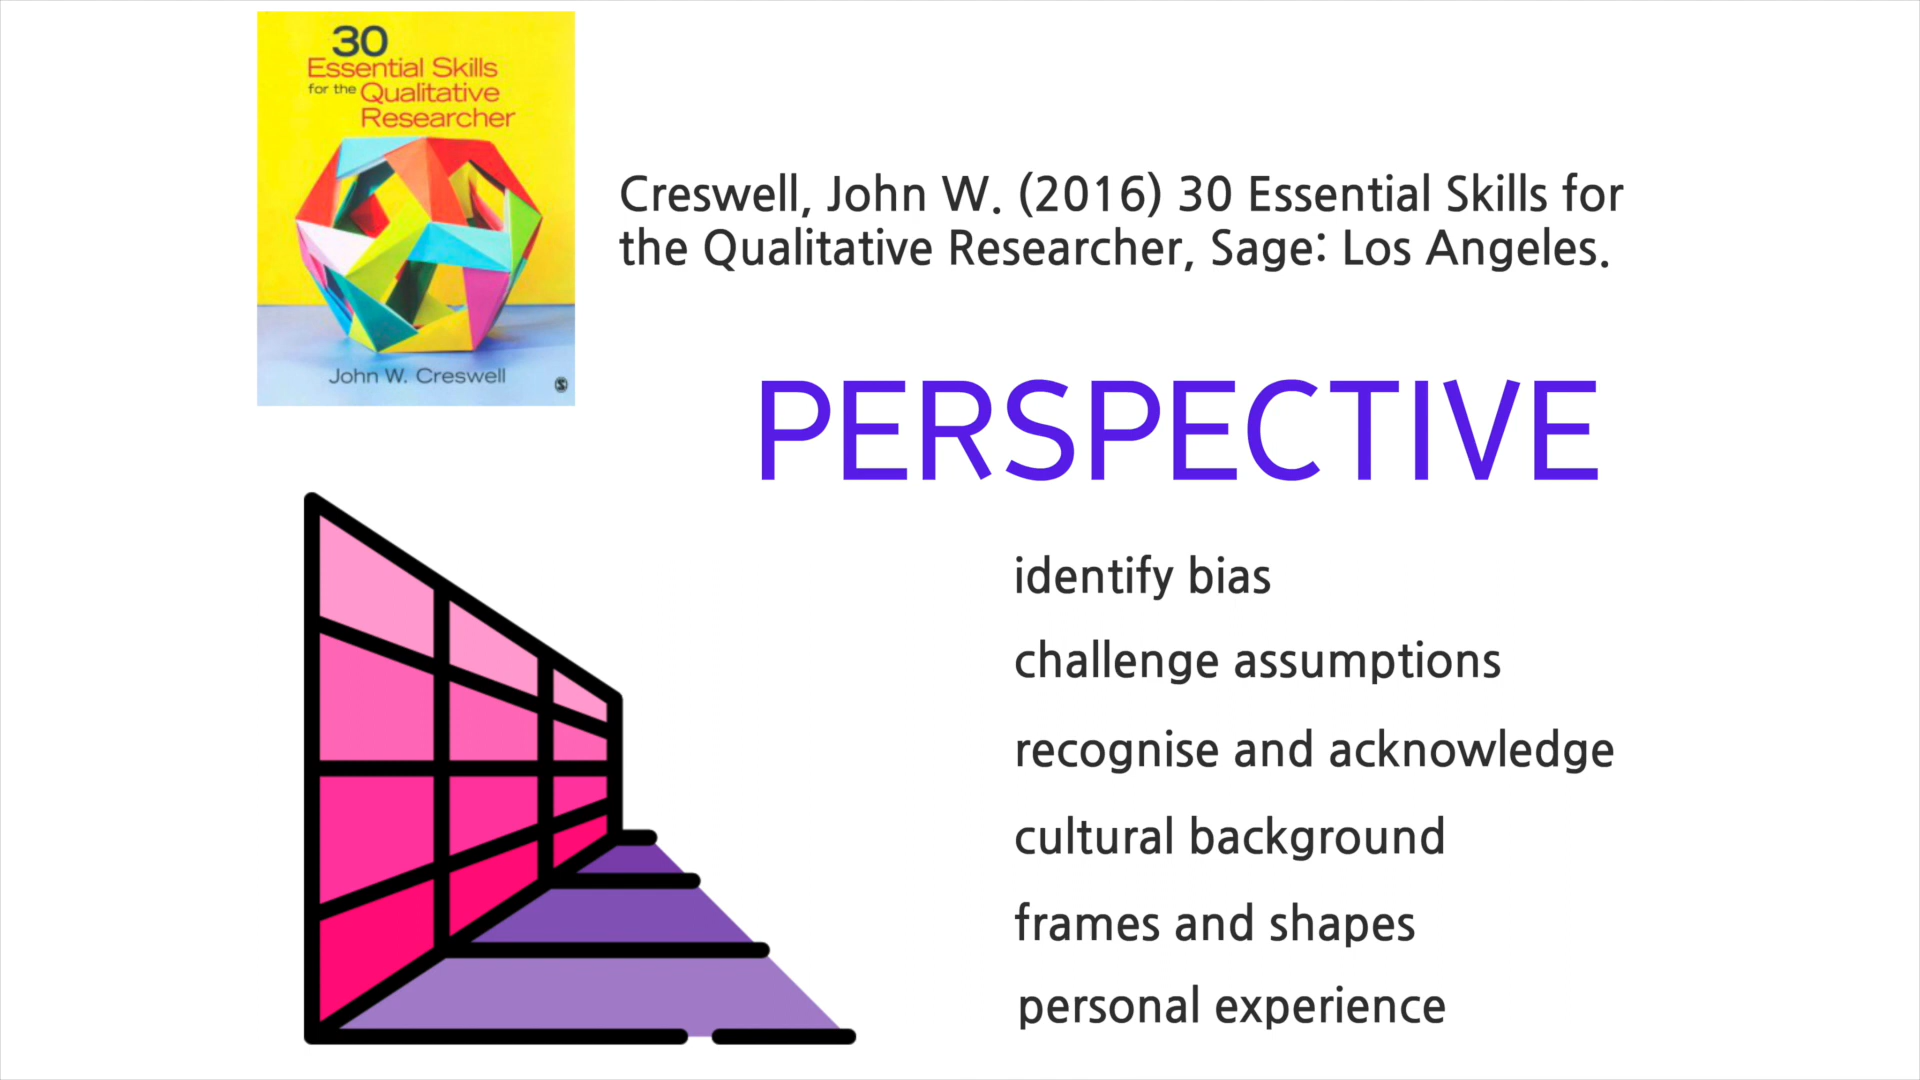 30
Essential Skills
for the Qualitative
Researcher
John W. Creswell
Creswell, John W. (2016) 30 Essential Skills for
the Qualitative Researcher, Sage: Los Angeles.
PERSPECTIVE
identify bias
challenge assumptions
recognise and acknowledge
cultural background
frames and shapes
personal experience